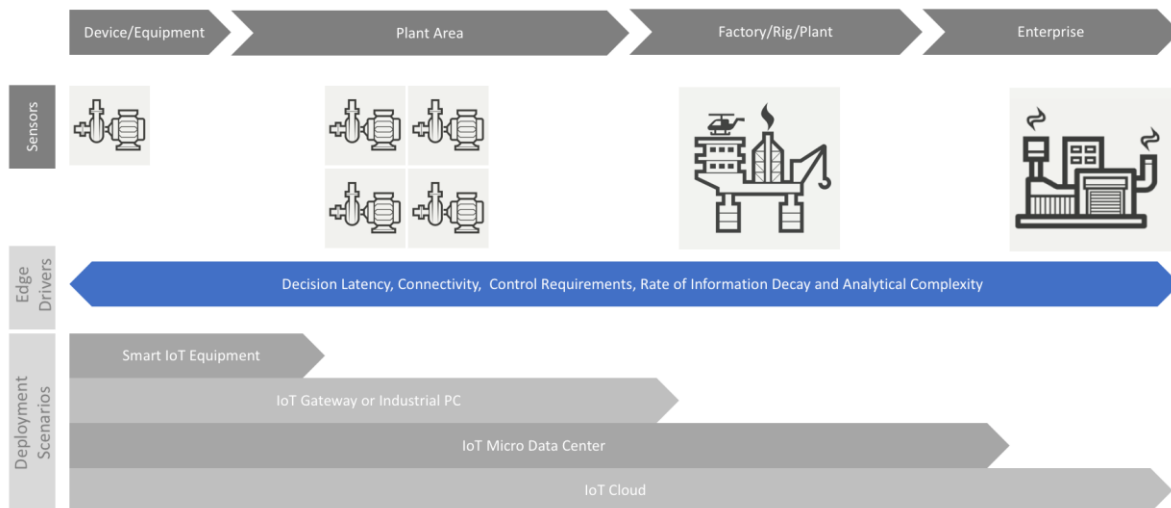 Device/Equipment
Plant Area
Factory/Rig/Plant
Enterprise
Sensors
Edge
Drivers
Decision Latency, Connectivity, Control Requirements, Rate of Information Decay and Analytical Complexity
Deployment
Scenarios
Smart IoT Equipment
IoT Gateway or Industrial PC
IoT Micro Data Center
IoT Cloud